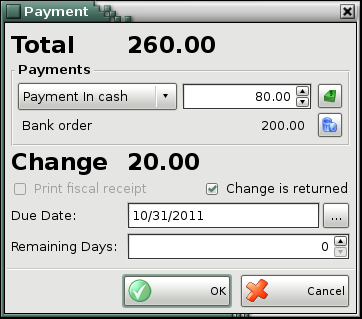 Payment
Total 260.00
Payments
Payment In cash 80.00
Bank order 200.00
Change 20.00
Print fiscal receipt Change is returned
Due Date: 10/31/2011 ...
Remaining Days: 0
OK Cancel